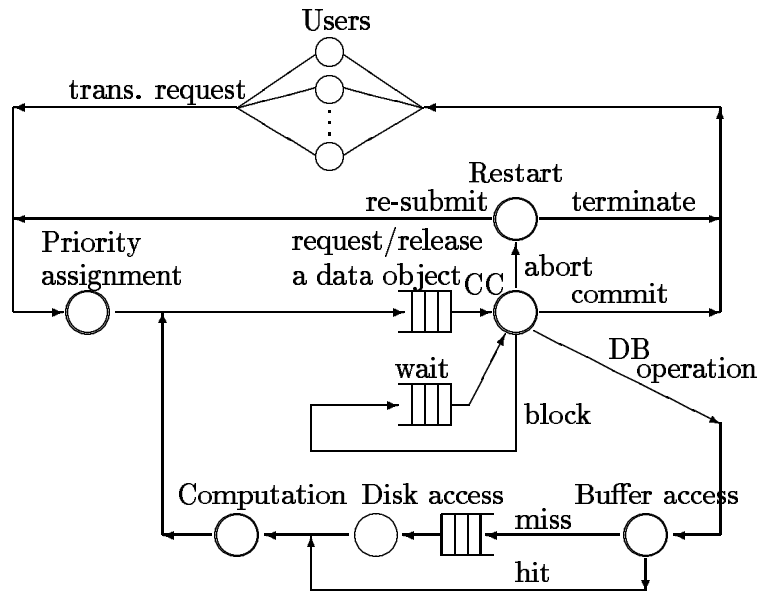 Users
trans. request
Restart
re-submit
terminate
Priority
assignment
request/release
a data object
CC
abort
commit
wait
DB
operation
block
Computation
Disk access
Buffer access
miss
hit